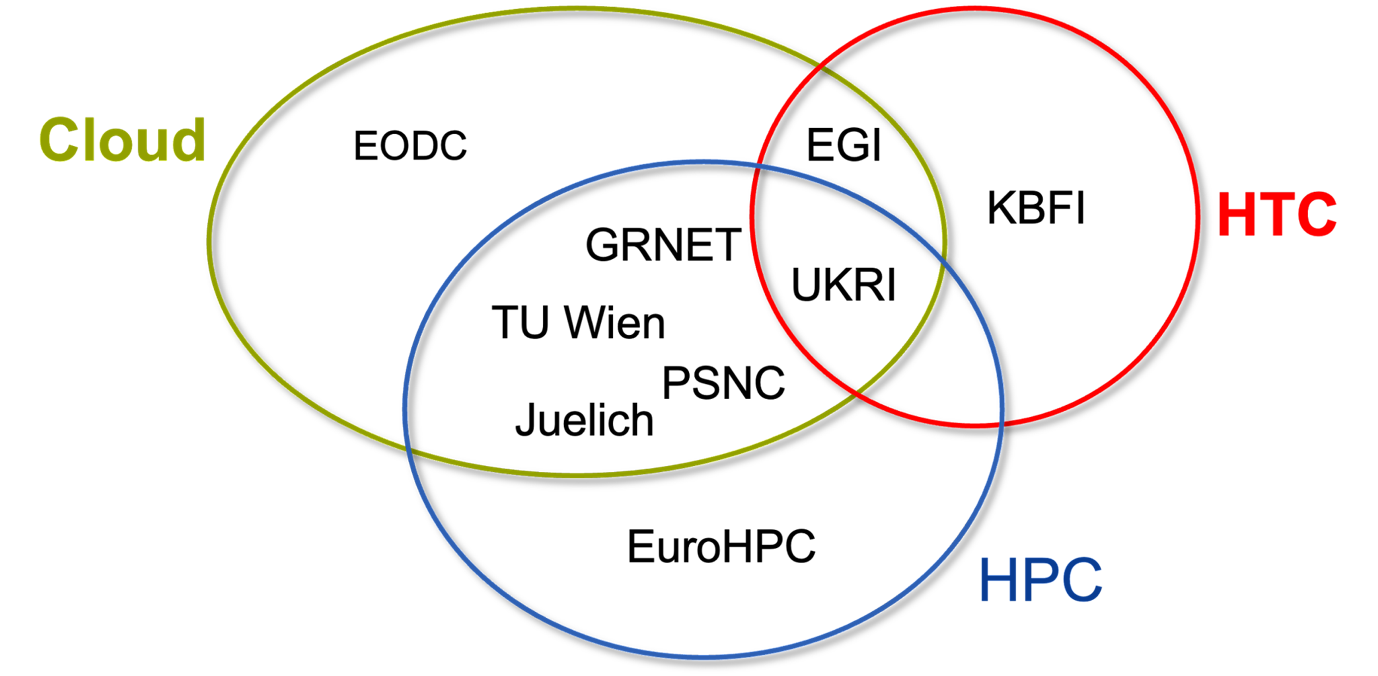 Cloud
EODC
EGI
KBFI
HTC
GRNET
UKRI
TU Wien
PSNC
Juelich
EuroHPC
HPC